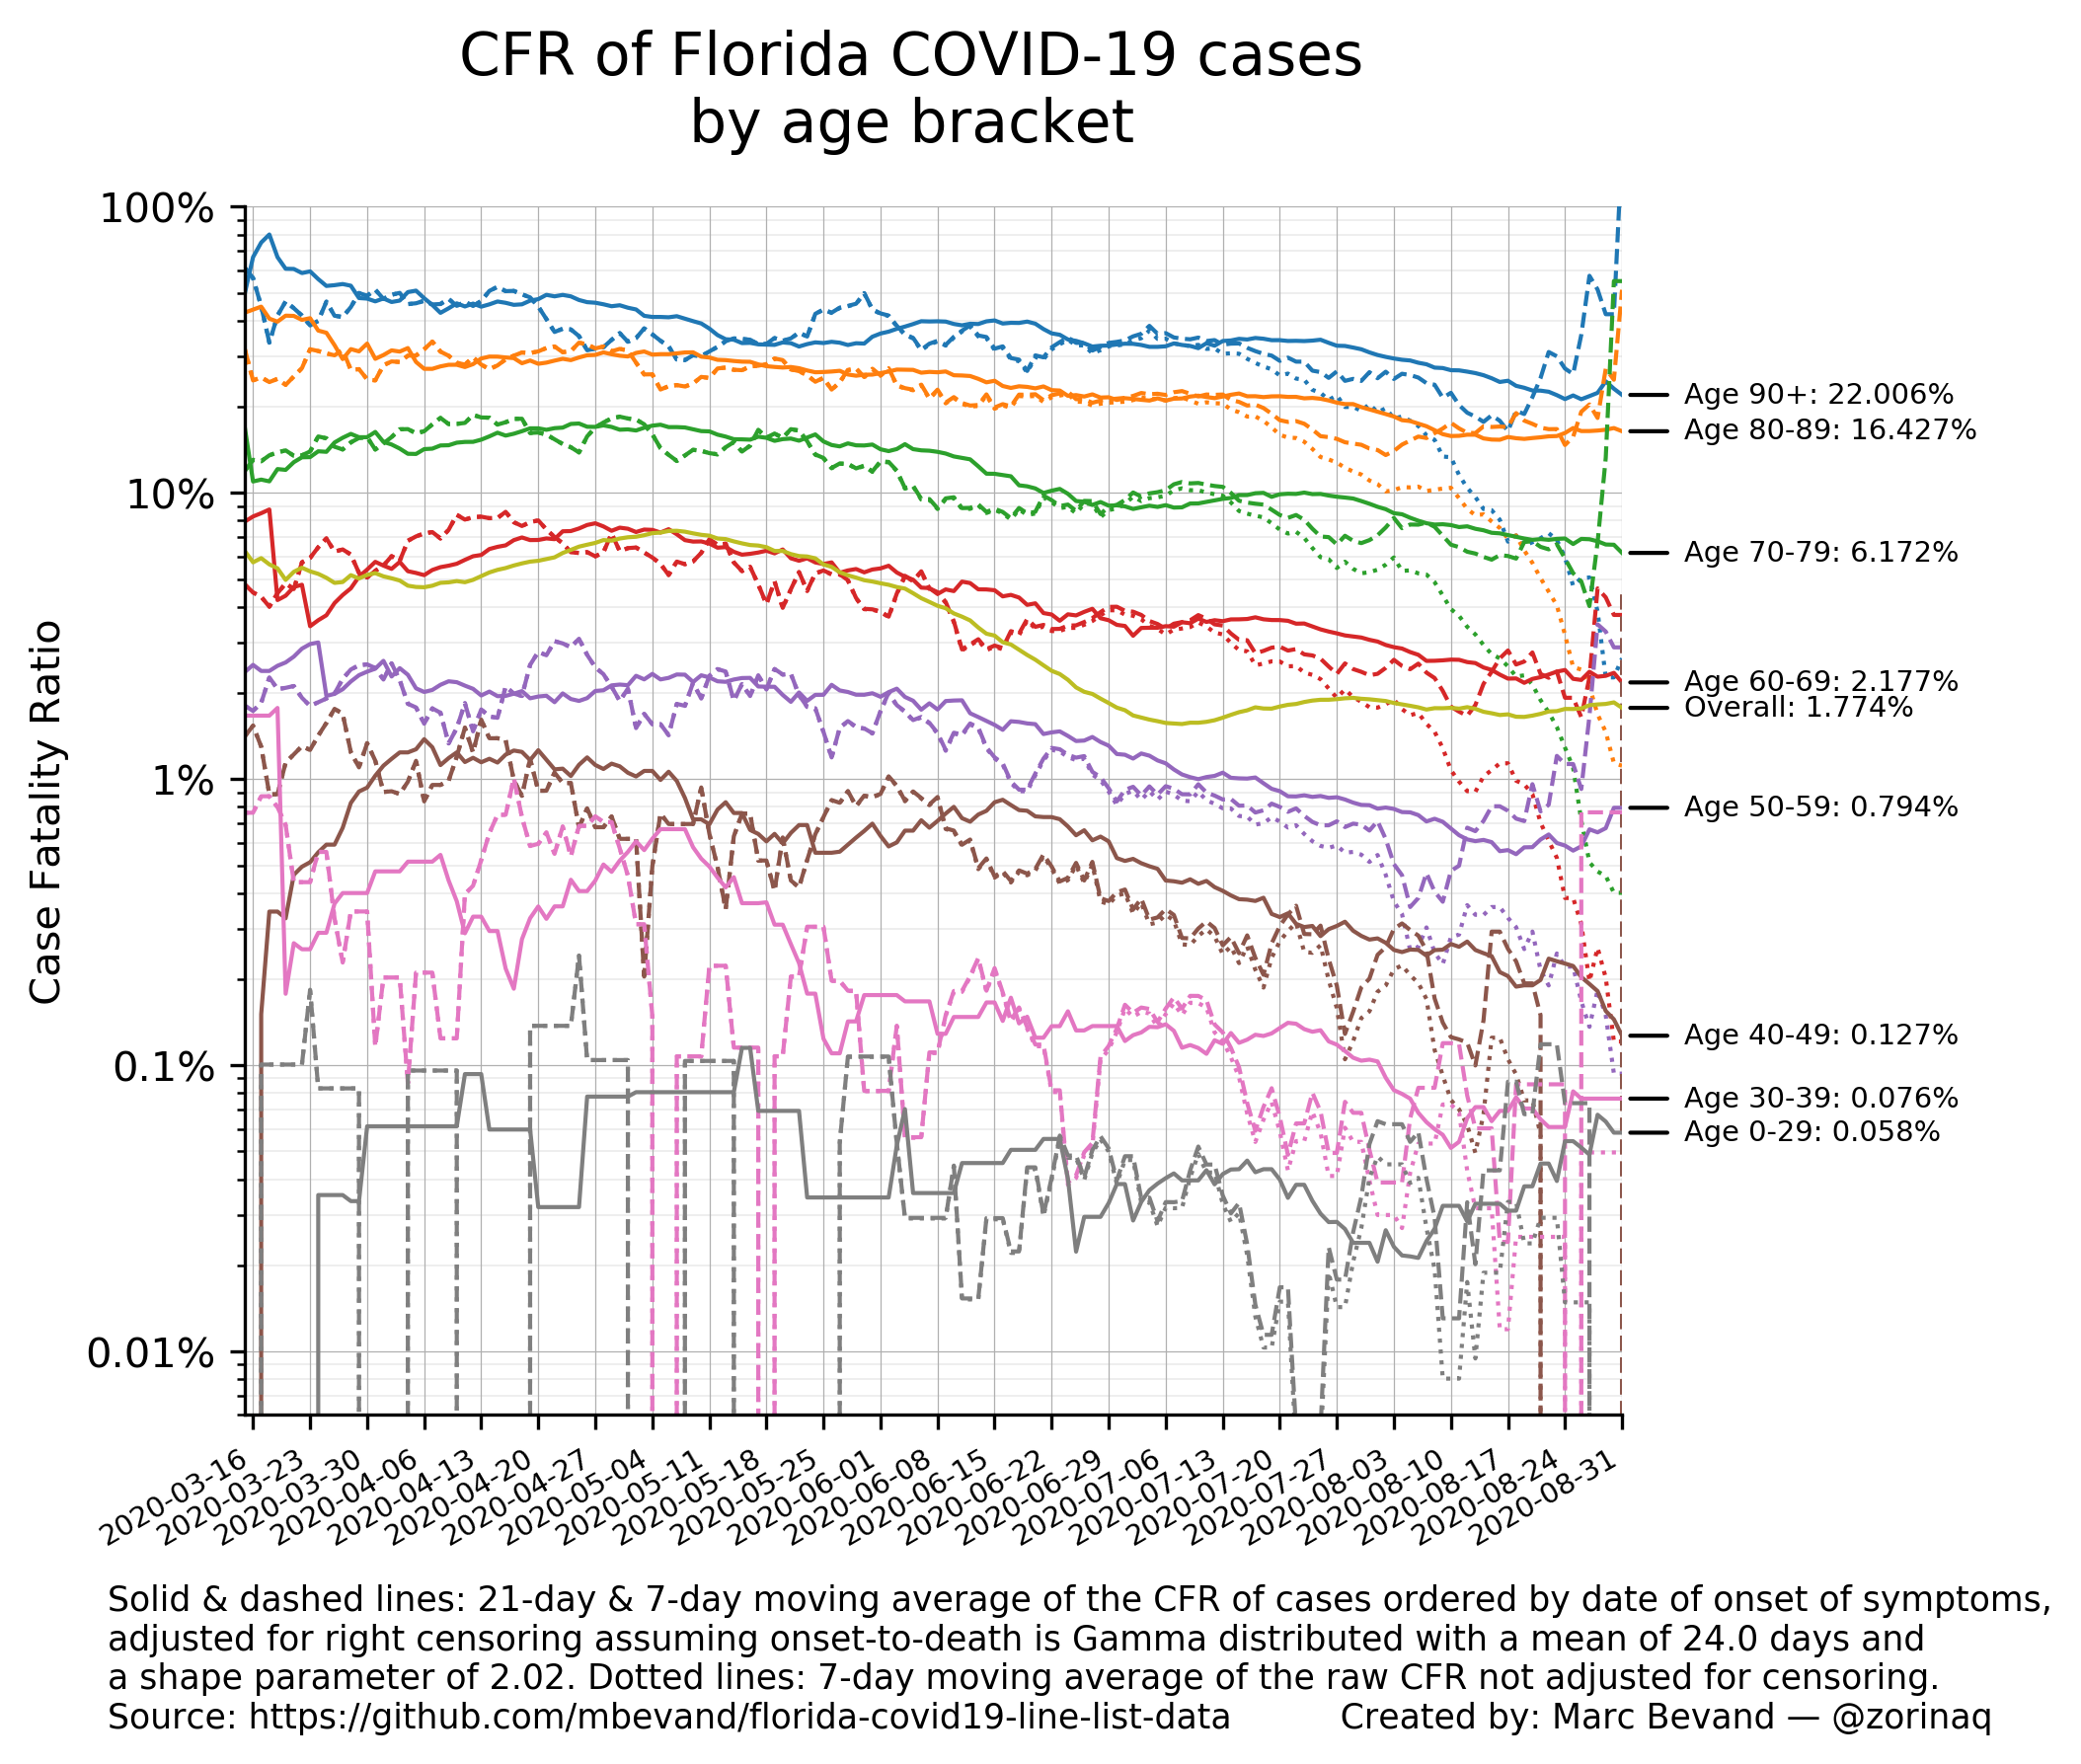 CFR of Florida COVID-19 cases
by age bracket
Case Fatality Ratio
100%
10%
1%
0.1%
0.01%
Age 90+: 22.006%
Age 80-89: 16.427%
Age 70-79: 6.172%
Age 60-69: 2.177%
Overall: 1.774%
Age 50-59: 0.794%
Age 40-49: 0.127%
Age 30-39: 0.076%
Age 0-29: 0.058%
2020-03-16
2020-03-23
2020-03-30
2020-04-06
2020-04-13
2020-04-20
2020-04-27
2020-05-04
2020-05-11
2020-05-18
2020-05-25
2020-06-01
2020-06-08
2020-06-15
2020-06-22
2020-06-29
2020-07-06
2020-07-13
2020-07-20
2020-07-27
2020-08-03
2020-08-10
2020-08-17
2020-08-24
2020-08-31
Solid & dashed lines: 21-day & 7-day moving average of the CFR of cases ordered by date of onset of symptoms,
adjusted for right censoring assuming onset-to-death is Gamma distributed with a mean of 24.0 days and
a shape parameter of 2.02. Dotted lines: 7-day moving average of the raw CFR not adjusted for censoring.
Source: https://github.com/mbevand/florida-covid19-line-list-data Created by: Marc Bevand — @zorinaq